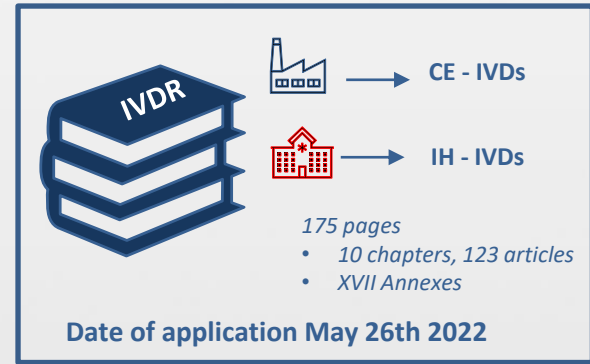 IVDR
CE - IVDs
IH - IVDs
175 pages
• 10 chapters, 123 articles
• XVII Annexes
Date of application May 26th 2022